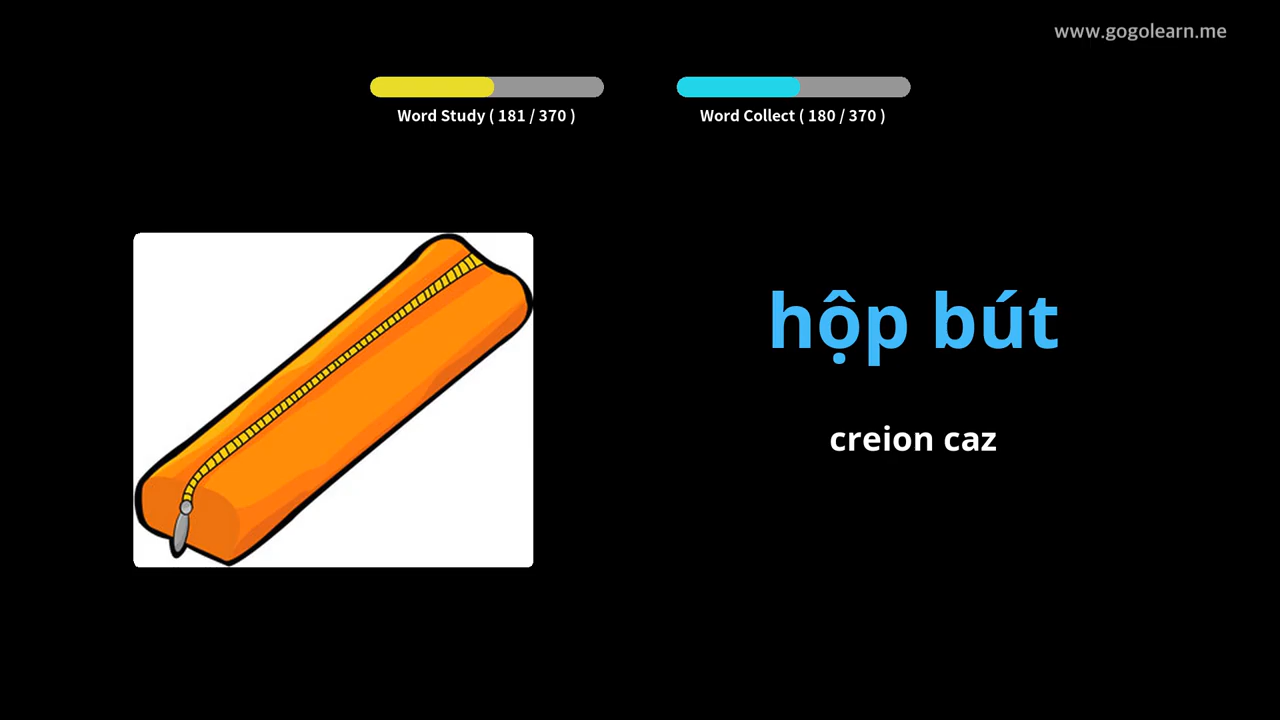 www.gogolearn.me
Word Study ( 181 / 370 )
Word Collect ( 180 / 370 )
hộp bút
creion caz